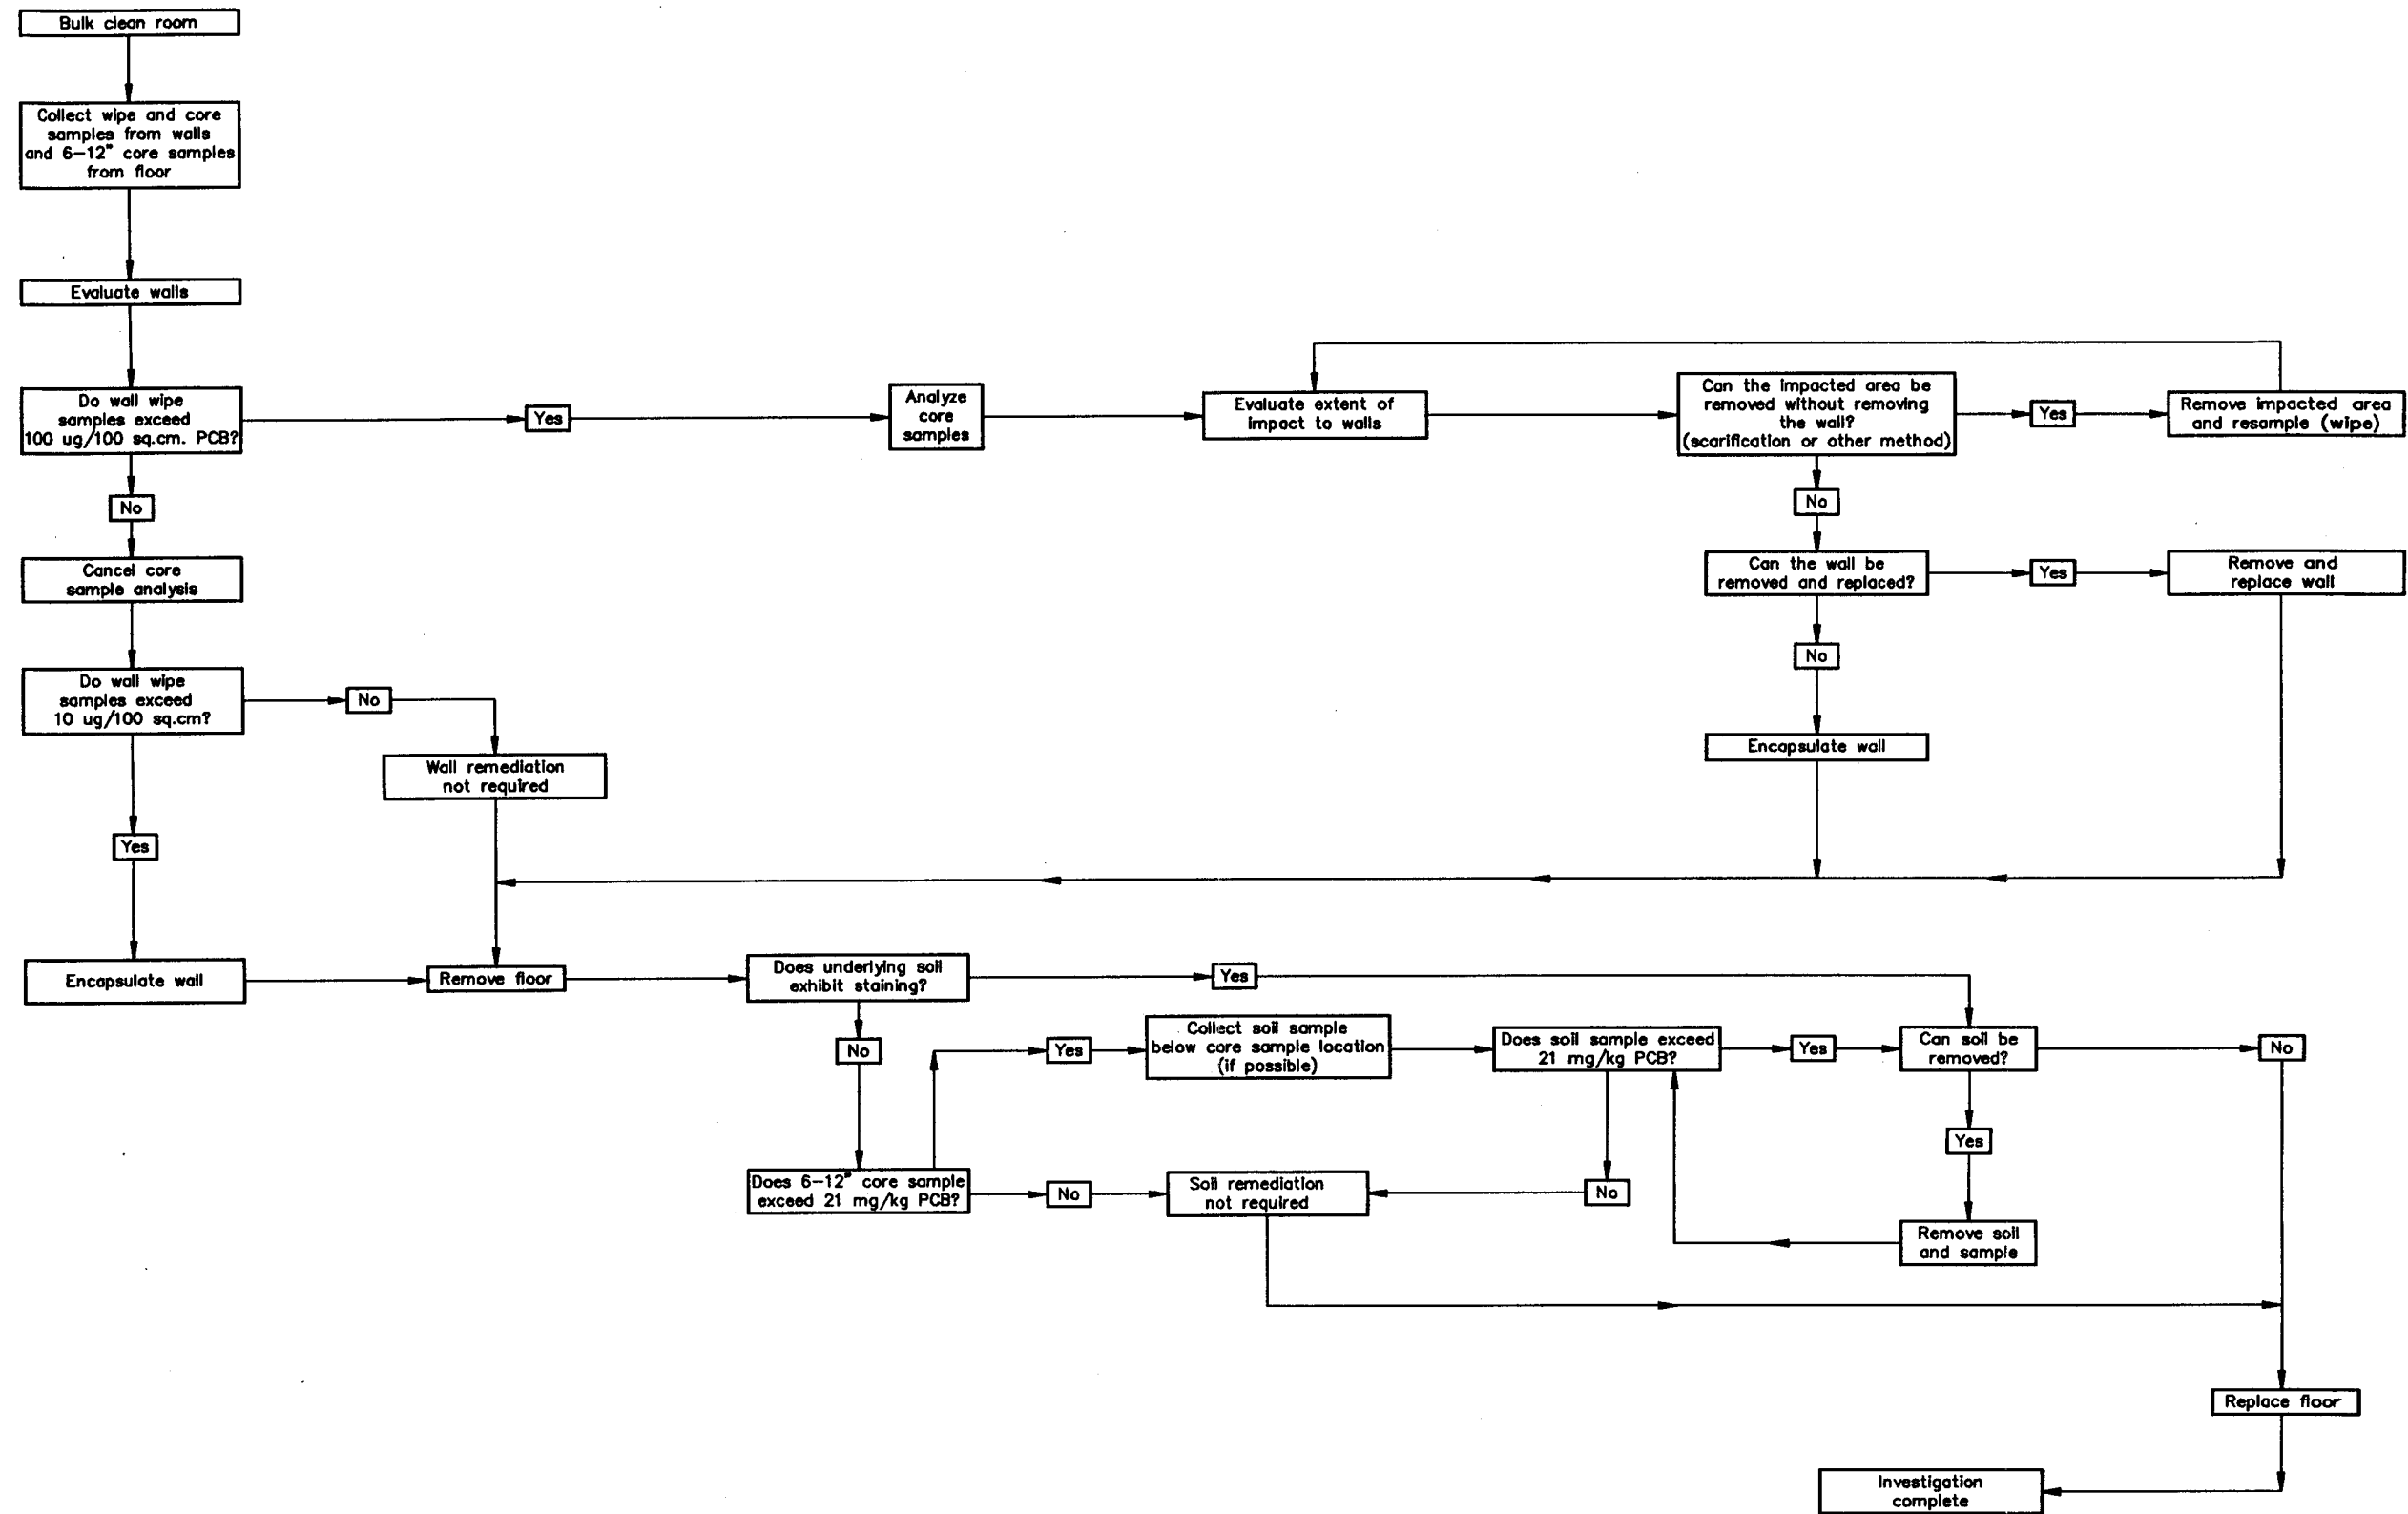 Bulk clean room
Collect wipe and core
samples from walls
and 6-12" core samples
from floor
Evaluate walls
Do wall wipe
samples exceed
100 ug/100 sq.cm. PCB?
Yes
Analyze
core
samples
Evaluate extent of
impact to walls
Can the impacted area be
removed without removing
the wall?
(scarification or other method)
Yes
Remove impacted area
and resample (wipe)
No
No
Cancel core
sample analysis
Can the wall be
removed and replaced?
Yes
Remove and
replace wall
No
Do wall wipe
samples exceed
10 ug/100 sq.cm?
No
Wall remediation
not required
Encapsulate wall
Yes
Encapsulate wall
Remove floor
Does underlying soil
exhibit staining?
Yes
No
Yes
Collect soil sample
below core sample location
(if possible)
Does soil sample exceed
21 mg/kg PCB?
Yes
Can soil be
removed?
No
Yes
Does 6-12" core sample
exceed 21 mg/kg PCB?
No
Soil remediation
not required
No
Remove soil
and sample
Replace floor
Investigation
complete